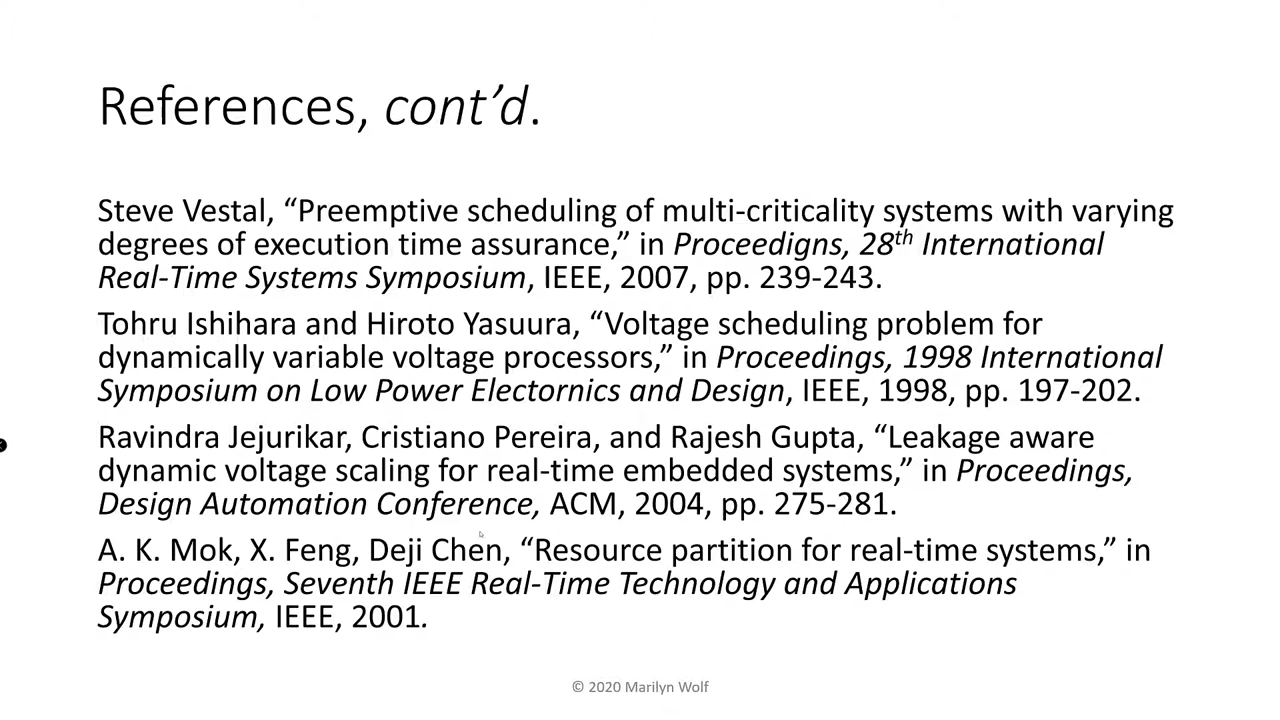 References, cont’d.
Steve Vestal, “Preemptive scheduling of multi-criticality systems with varying
degrees of execution time assurance,” in Proceedigns, 28th International
Real-Time Systems Symposium, IEEE, 2007, pp. 239-243.
Tohru Ishihara and Hiroto Yasuura, “Voltage scheduling problem for
dynamically variable voltage processors,” in Proceedings, 1998 International
Symposium on Low Power Electornics and Design, IEEE, 1998, pp. 197-202.
Ravindra Jejurikar, Cristiano Pereira, and Rajesh Gupta, “Leakage aware
dynamic voltage scaling for real-time embedded systems,” in Proceedings,
Design Automation Conference, ACM, 2004, pp. 275-281.
A. K. Mok, X. Feng, Deji Chen, “Resource partition for real-time systems,” in
Proceedings, Seventh IEEE Real-Time Technology and Applications
Symposium, IEEE, 2001.
© 2020 Marilyn Wolf